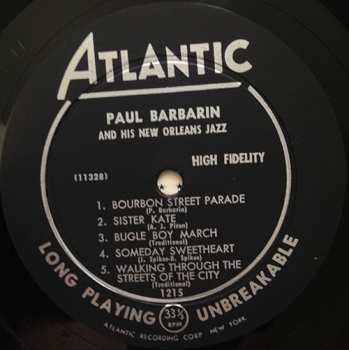 ATLANTIC
PAUL BARBARIN
AND HIS NEW ORLEANS JAZZ
HIGH FIDELITY
(11328)
1. BOURBON STREET PARADE
(P. Barbarin)
2. SISTER KATE
(A. J. Piron)
3. BUGLE BOY MARCH
(Traditional)
4. SOMEDAY SWEETHEART
(J. Spikes-B. Spikes)
5. WALKING THROUGH THE
STREETS OF THE CITY
(Traditional)
1215
LONG PLAYING 33⅓ RPM UNBREAKABLE
ATLANTIC RECORDING CORP. NEW YORK